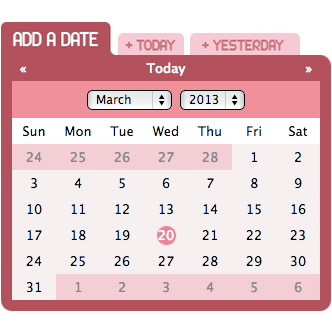 ADD A DATE + TODAY + YESTERDAY
« Today »
March 2013
Sun Mon Tue Wed Thu Fri Sat
24 25 26 27 28 1 2
3 4 5 6 7 8 9
10 11 12 13 14 15 16
17 18 19 20 21 22 23
24 25 26 27 28 29 30
31 1 2 3 4 5 6